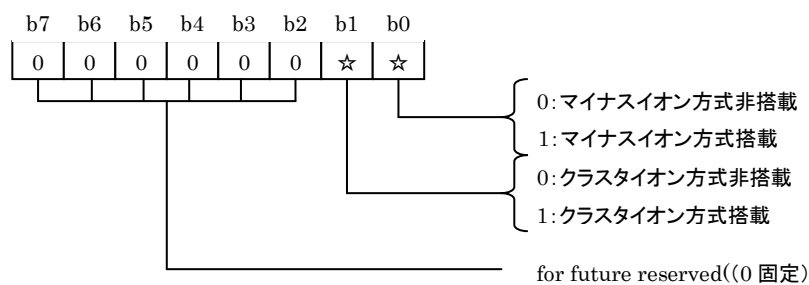 b7 b6 b5 b4 b3 b2 b1 b0
0 0 0 0 0 0 ☆ ☆
0:マイナスイオン方式非搭載
1:マイナスイオン方式搭載
0:クラスタイオン方式非搭載
1:クラスタイオン方式搭載
for future reserved((0 固定)